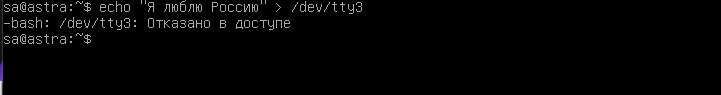 sa@astra:~$ echo "Я люблю Россию" > /dev/tty3
-bash: /dev/tty3: Отказано в доступе
sa@astra:~$